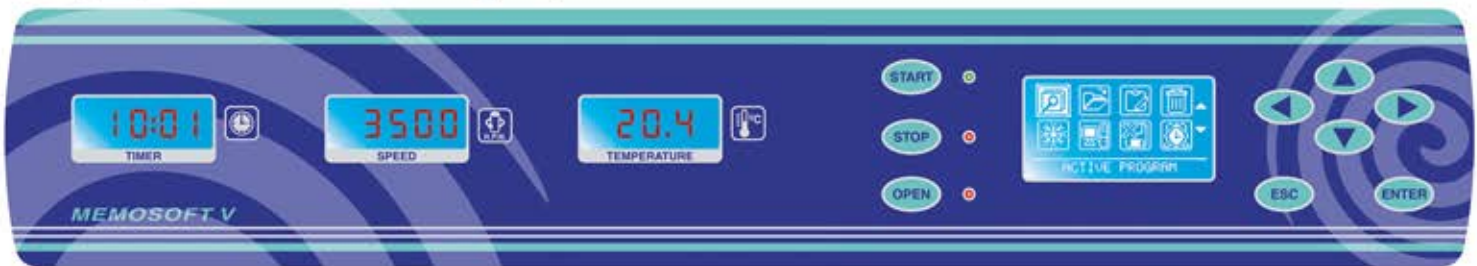 10:01
TIMER
3500
R.P.M.
SPEED
20.4
°C
TEMPERATURE
START
STOP
OPEN
ACTIVE PROGRAM
ESC
ENTER
MEMOSOFT V